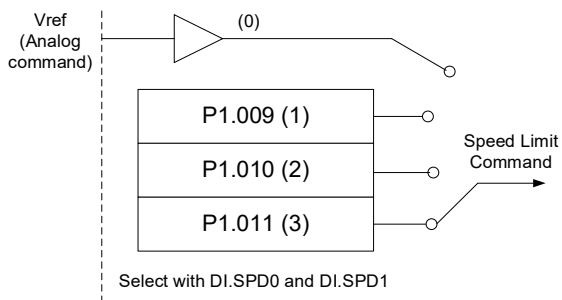 Vref
(Analog
command)
(0)
P1.009 (1)
P1.010 (2)
P1.011 (3)
Speed Limit
Command
Select with DI.SPD0 and DI.SPD1